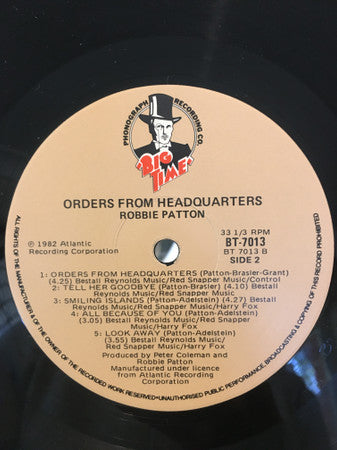 PHONOGRAPH RECORDING CO.
"BIG
TIME"
ORDERS FROM HEADQUARTERS
ROBBIE PATTON
℗ 1982 Atlantic
Recording Corporation
33 1/3 RPM
BT-7013
BT 7013 B
SIDE 2
1: ORDERS FROM HEADQUARTERS (Patton-Brasler-Grant)
(4.25) Bestall Reynolds Music/Red Snapper Music/Control
2: TELL HER GOODBYE (Patton-Brasler) (4.10) Bestall
Reynolds Music/Red Snapper Music
3: SMILING ISLANDS (Patton-Adelstein) (4.27) Bestall
Reynolds Music/Red Snapper Music/Harry Fox
4: ALL BECAUSE OF YOU (Patton-Adelstein)
(3.05) Bestall Reynolds Music/Red Snapper
Music/Harry Fox
5: LOOK AWAY (Patton-Adelstein)
(3.55) Bestall Reynolds Music/
Red Snapper Music/Harry Fox
Produced by Peter Coleman and
Robbie Patton
Manufactured under licence
from Atlantic Recording
Corporation
ALL RIGHTS OF THE MANUFACTURER & OF THE OWNER OF THE RECORDED WORK RESERVED•UNAUTHORISED PUBLIC PERFORMANCE, BROADCASTING & COPYING OF THIS RECORD PROHIBITED